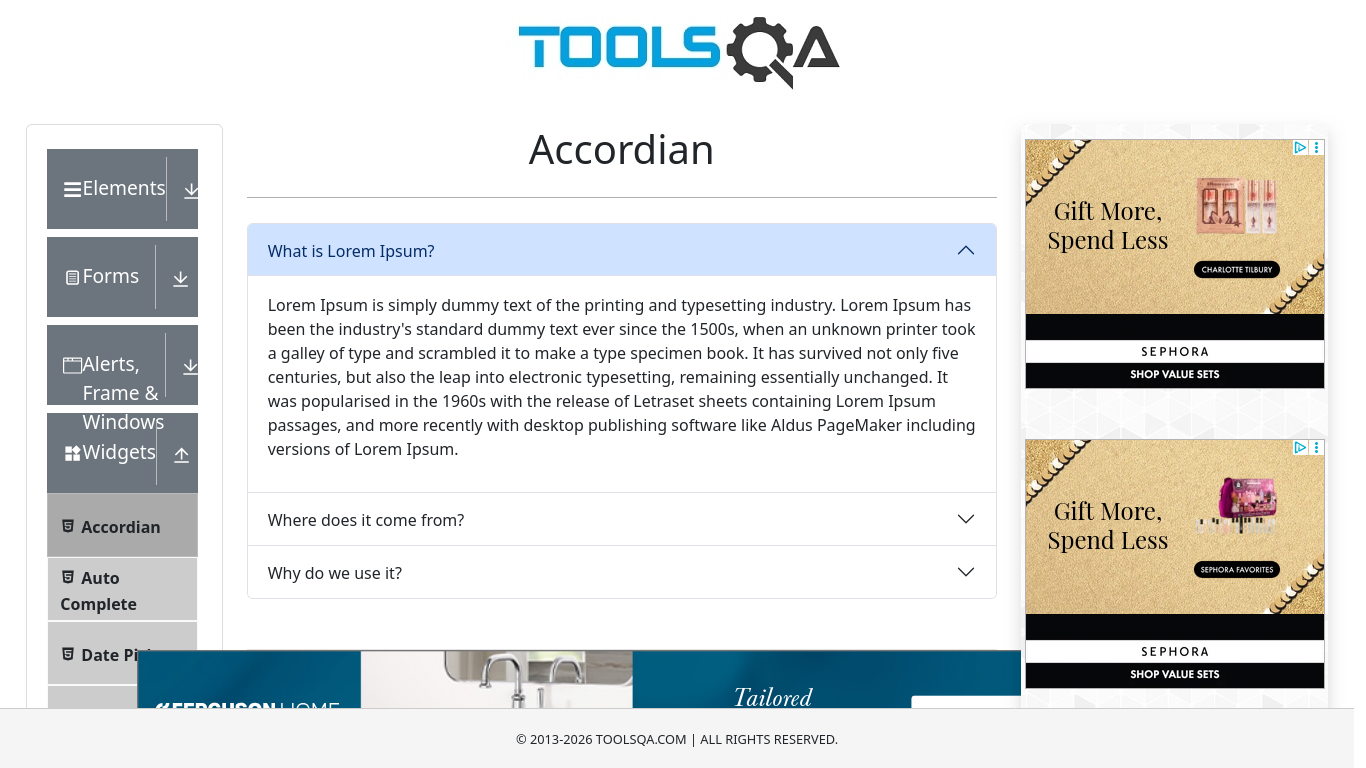 TOOLSQA
Elements
Forms
Alerts,
Frame &
Windows
Widgets
Accordian
Auto
Complete
Date Pi
Accordian
What is Lorem Ipsum?
Lorem Ipsum is simply dummy text of the printing and typesetting industry. Lorem Ipsum has
been the industry's standard dummy text ever since the 1500s, when an unknown printer took
a galley of type and scrambled it to make a type specimen book. It has survived not only five
centuries, but also the leap into electronic typesetting, remaining essentially unchanged. It
was popularised in the 1960s with the release of Letraset sheets containing Lorem Ipsum
passages, and more recently with desktop publishing software like Aldus PageMaker including
versions of Lorem Ipsum.
Where does it come from?
Why do we use it?
Gift More,
Spend Less
CHARLOTTE TILBURY
SEPHORA
SHOP VALUE SETS
Gift More,
Spend Less
SEPHORA FAVORITES
SEPHORA
SHOP VALUE SETS
FERGUSON HOME
Tailored
© 2013-2026 TOOLSQA.COM | ALL RIGHTS RESERVED.